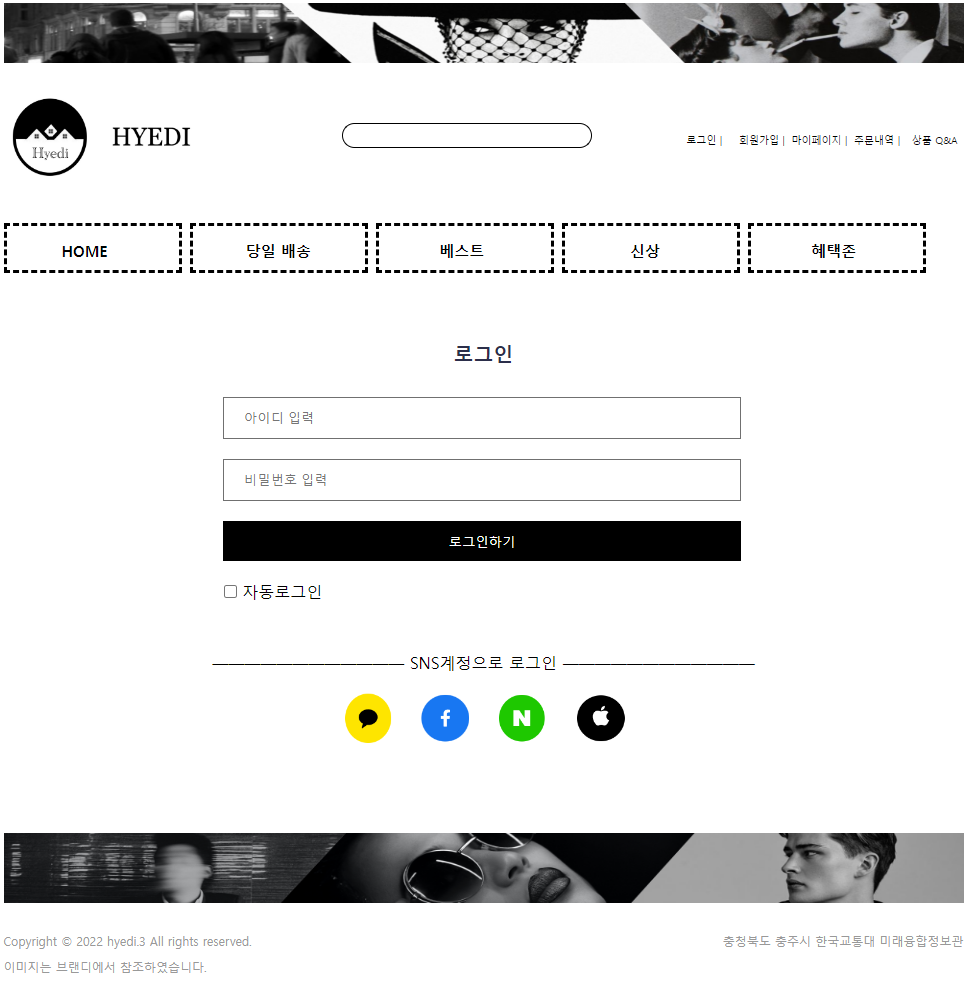 Hyedi
HYEDI
로그인 | 회원가입 | 마이페이지 | 주문내역 | 상품 Q&A
HOME 당일 배송 베스트 신상 혜택존
로그인
아이디 입력
비밀번호 입력
로그인하기
자동로그인
———————————— SNS계정으로 로그인 ————————————
f N
Copyright © 2022 hyedi.3 All rights reserved. 충청북도 충주시 한국교통대 미래융합정보관
이미지는 브랜디에서 참조하였습니다.